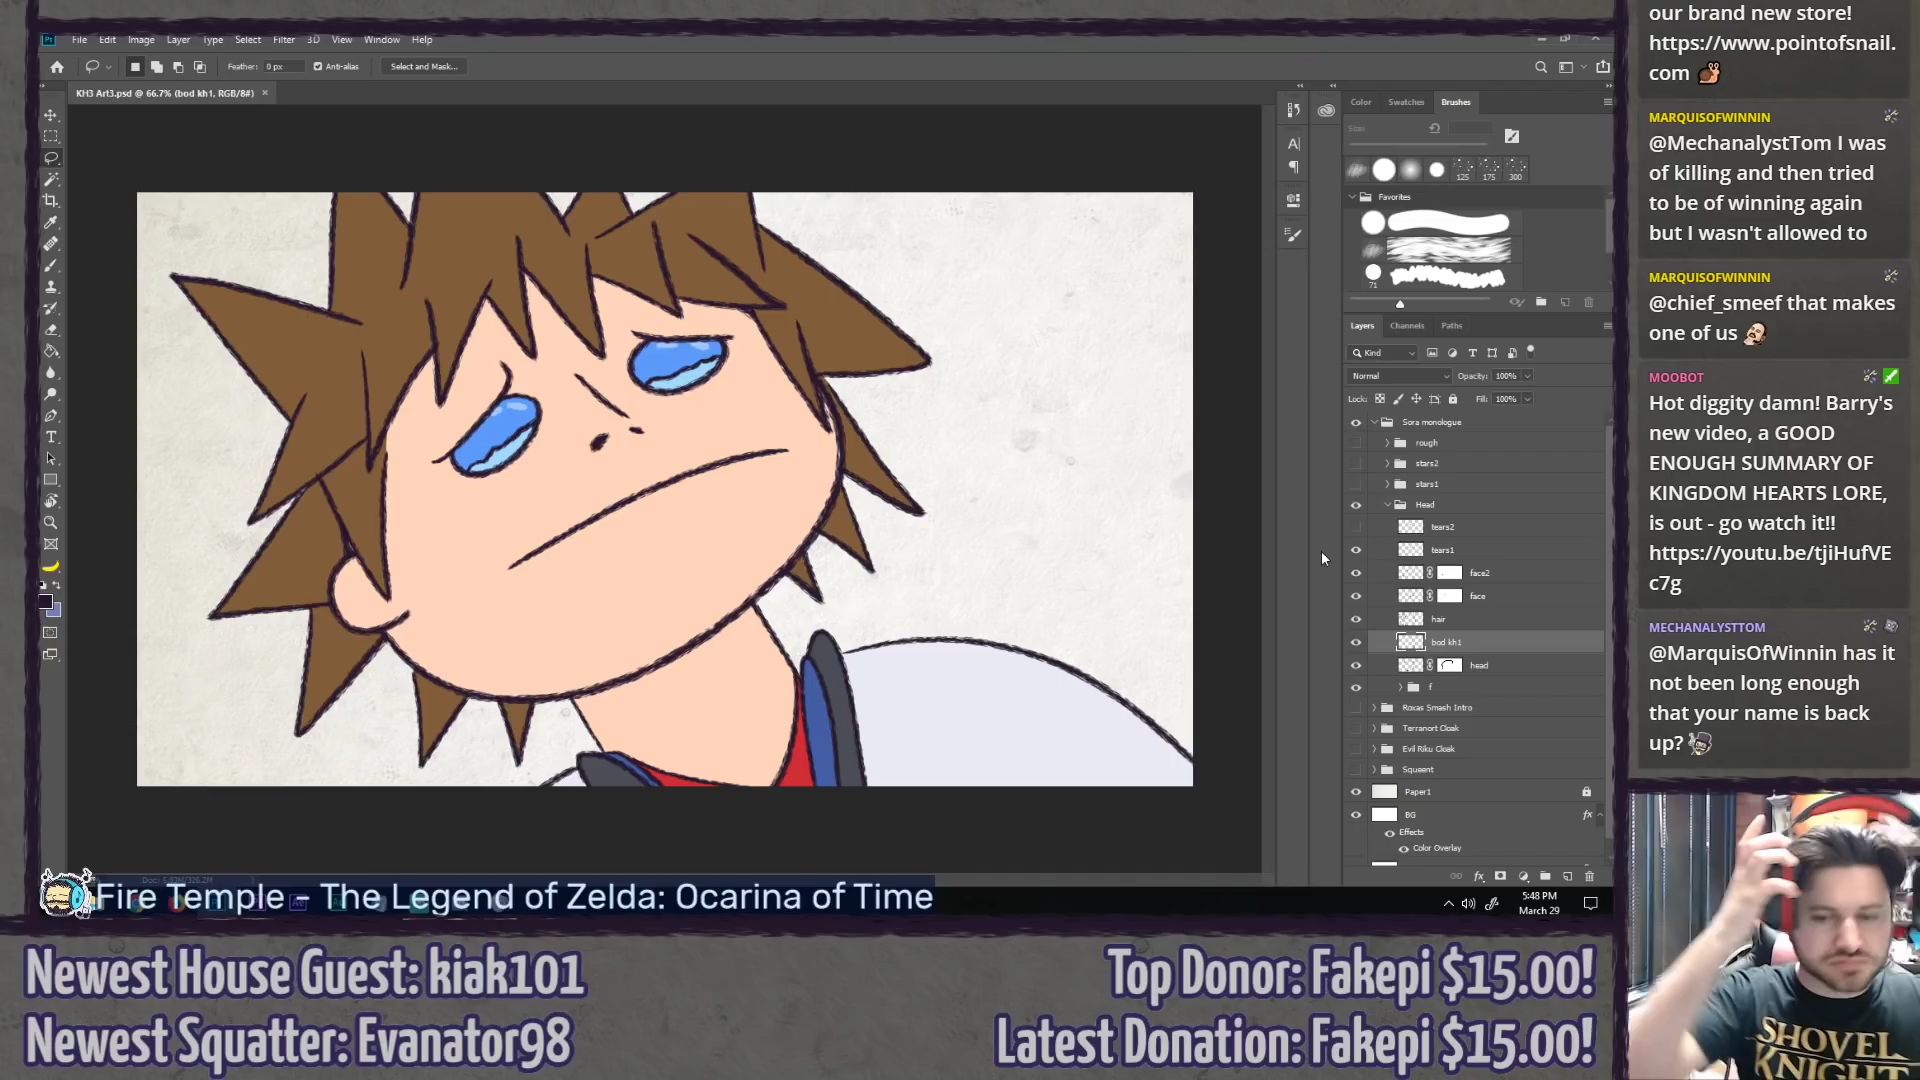 File Edit Image Layer Type Select Filter 3D View Window Help
Feather: 0 px Anti-alias Select and Mask...
KH3 Art3.psd @ 66.7% (bod kh1, RGB/8#)
Color Swatches Brushes
Size:
125 175 300
Favorites
71
Layers Channels Paths
Kind
Normal Opacity: 100%
Lock: Fill: 100%
Sora monologue
rough
stars2
stars1
Head
tears2
tears1
face2
face
hair
bod kh1
head
f
Roxas Smash Intro
Terranort Cloak
Evil Riku Cloak
Squeent
Paper1
BG
Effects
Color Overlay
5:48 PM
March 29
Fire Temple - The Legend of Zelda: Ocarina of Time
Newest House Guest: kiak101
Newest Squatter: Evanator98
Top Donor: Fakepi $15.00!
Latest Donation: Fakepi $15.00!
our brand new store!
https://www.pointofsnail.
com
MARQUISOFWINNIN
@MechanalystTom I was
of killing and then tried
to be of winning again
but I wasn't allowed to
MARQUISOFWINNIN
@chief_smeef that makes
one of us
MOOBOT
Hot diggity damn! Barry's
new video, a GOOD
ENOUGH SUMMARY OF
KINGDOM HEARTS LORE,
is out - go watch it!!
https://youtu.be/tjiHufVE
c7g
MECHANALYSTTOM
@MarquisOfWinnin has it
not been long enough
that your name is back
up?
SHOVEL
KNIGHT